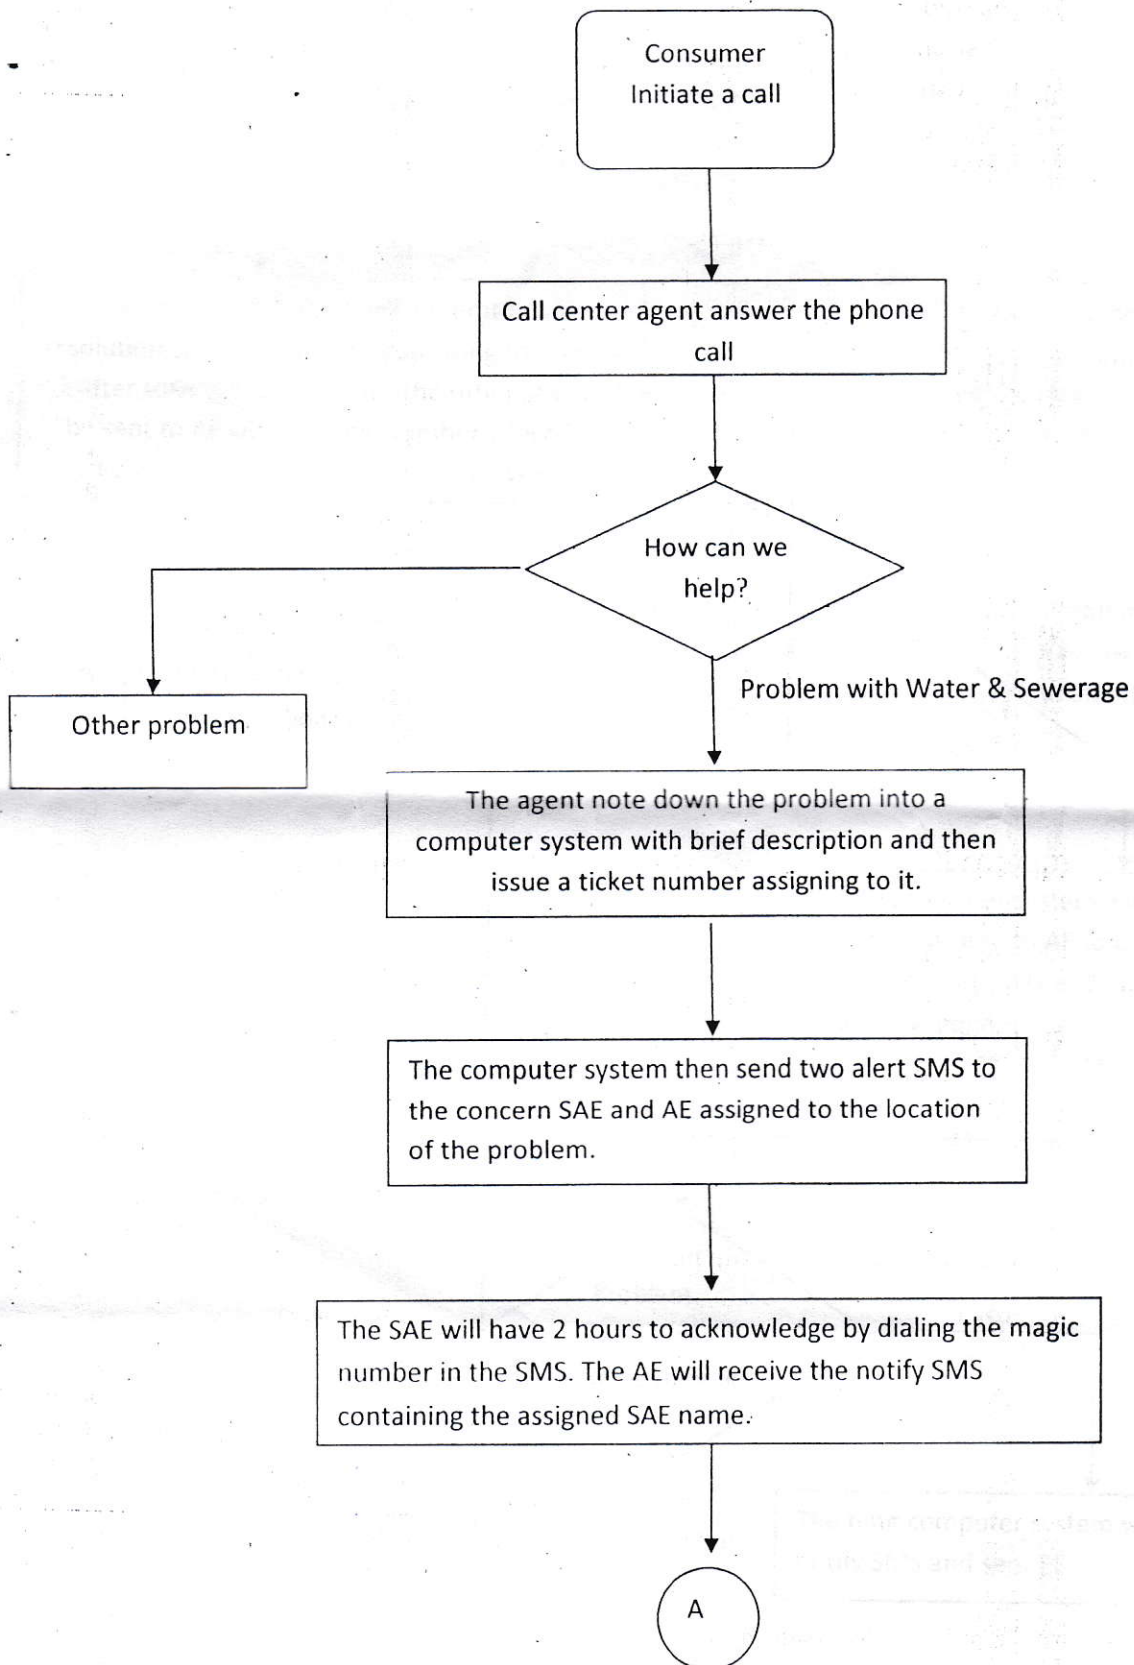 Consumer
Initiate a call
Call center agent answer the phone
call
How can we
help?
Problem with Water & Sewerage
Other problem
The agent note down the problem into a
computer system with brief description and then
issue a ticket number assigning to it.
The computer system then send two alert SMS to
the concern SAE and AE assigned to the location
of the problem.
The SAE will have 2 hours to acknowledge by dialing the magic
number in the SMS. The AE will receive the notify SMS
containing the assigned SAE name.
A